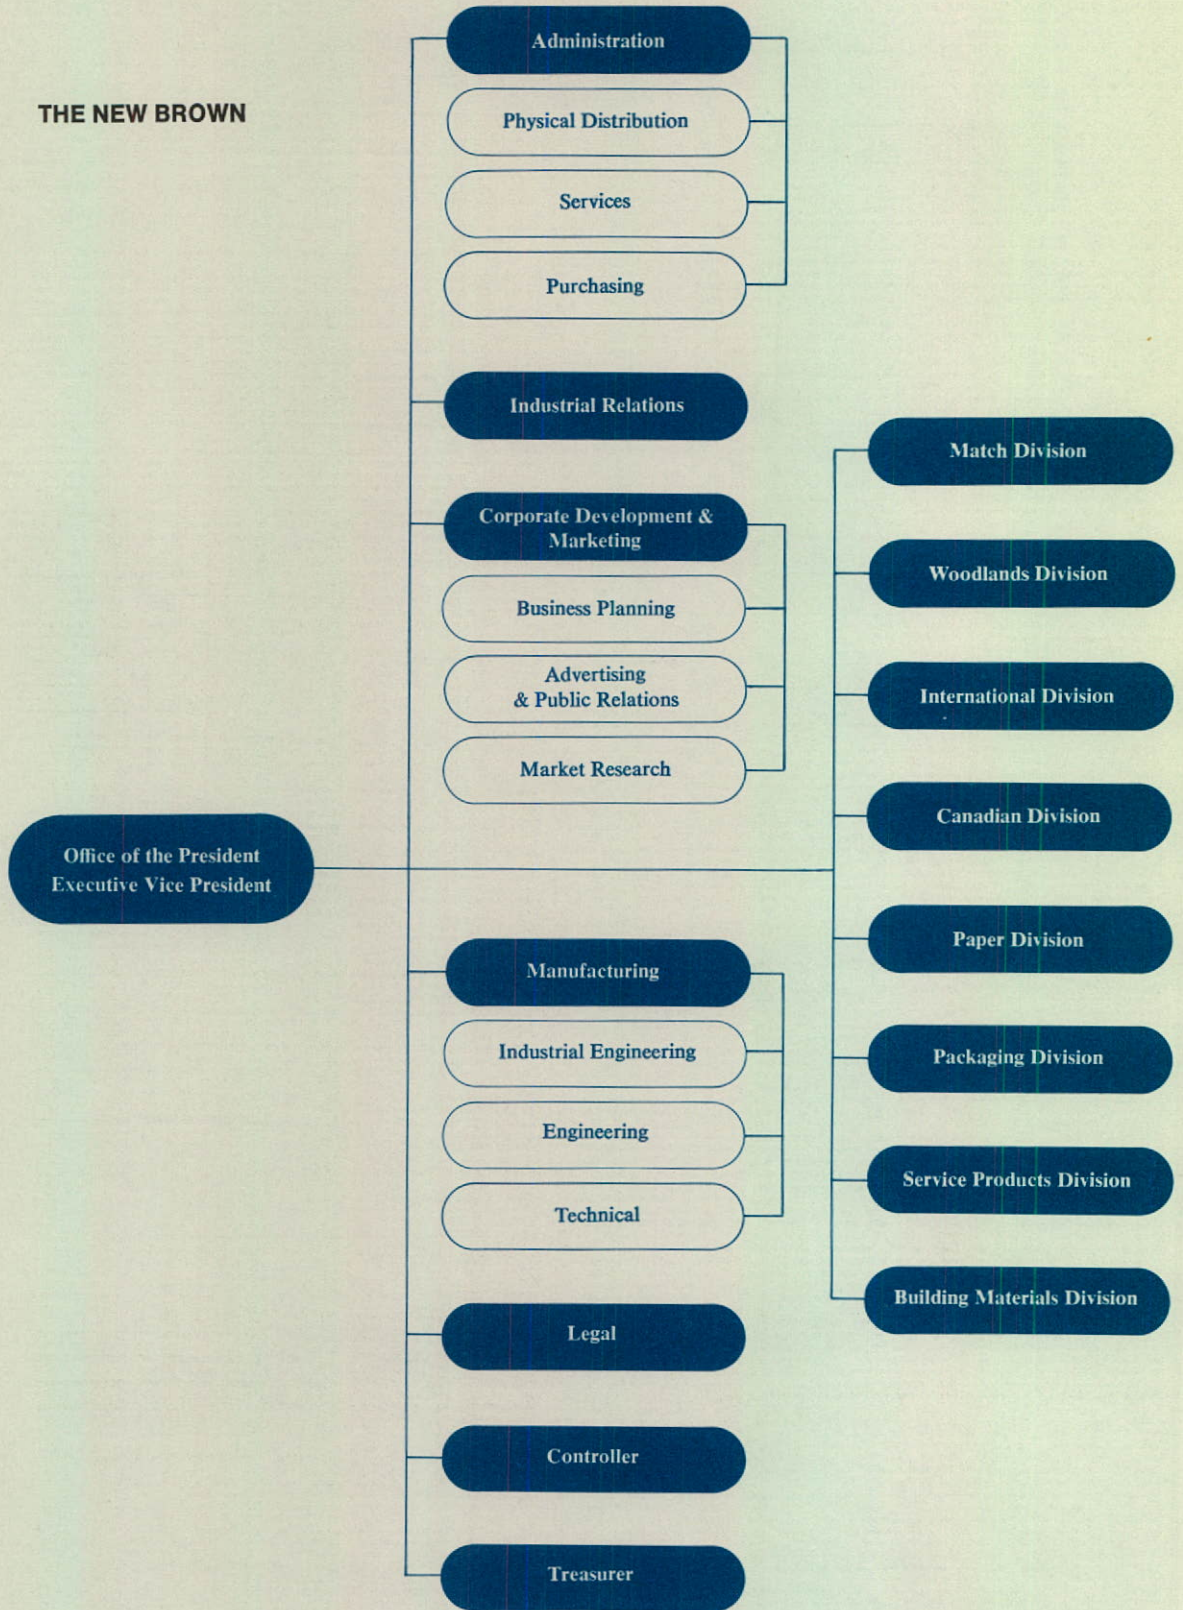 THE NEW BROWN
Administration
Physical Distribution
Services
Purchasing
Industrial Relations
Corporate Development &
Marketing
Business Planning
Advertising
& Public Relations
Market Research
Office of the President
Executive Vice President
Manufacturing
Industrial Engineering
Engineering
Technical
Legal
Controller
Treasurer
Match Division
Woodlands Division
International Division
Canadian Division
Paper Division
Packaging Division
Service Products Division
Building Materials Division